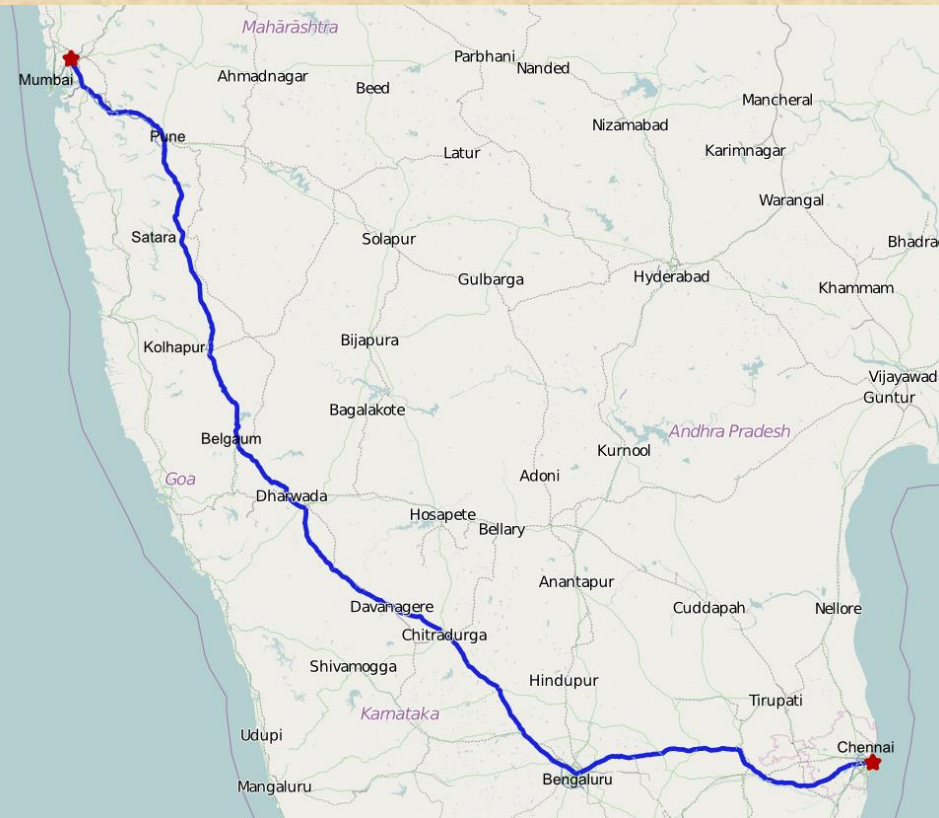 Mahārāshtra
Parbhani
Nanded
Mumbai
Ahmadnagar
Beed
Mancheral
Nizamabad
Pune
Karimnagar
Latur
Warangal
Satara
Solapur
Bhadra
Gulbarga
Hyderabad
Khammam
Kolhapur
Bijapura
Vijayawad
Guntur
Bagalakote
Belgaum
Andhra Pradesh
Kurnool
Goa
Adoni
Dharwada
Hosapete
Bellary
Anantapur
Davanagere
Cuddapah
Nellore
Chitradurga
Shivamogga
Hindupur
Tirupati
Karnataka
Udupi
Chennai
Mangaluru
Bengaluru